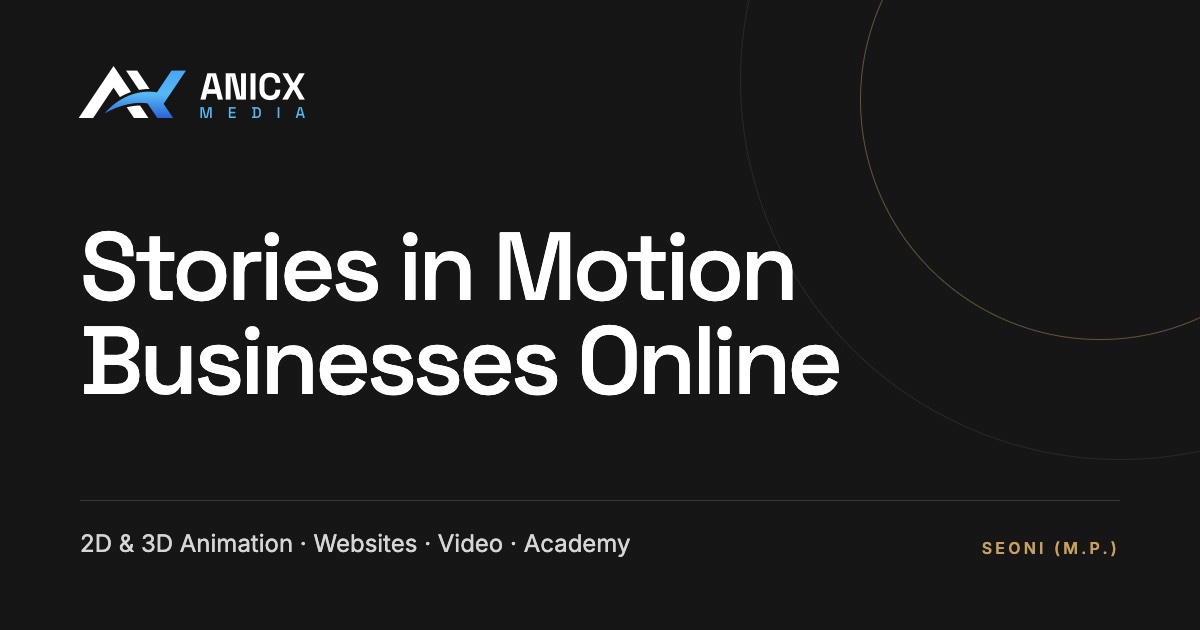 ANICX
MEDIA
Stories in Motion
Businesses Online
2D & 3D Animation · Websites · Video · Academy
SEONI (M.P.)